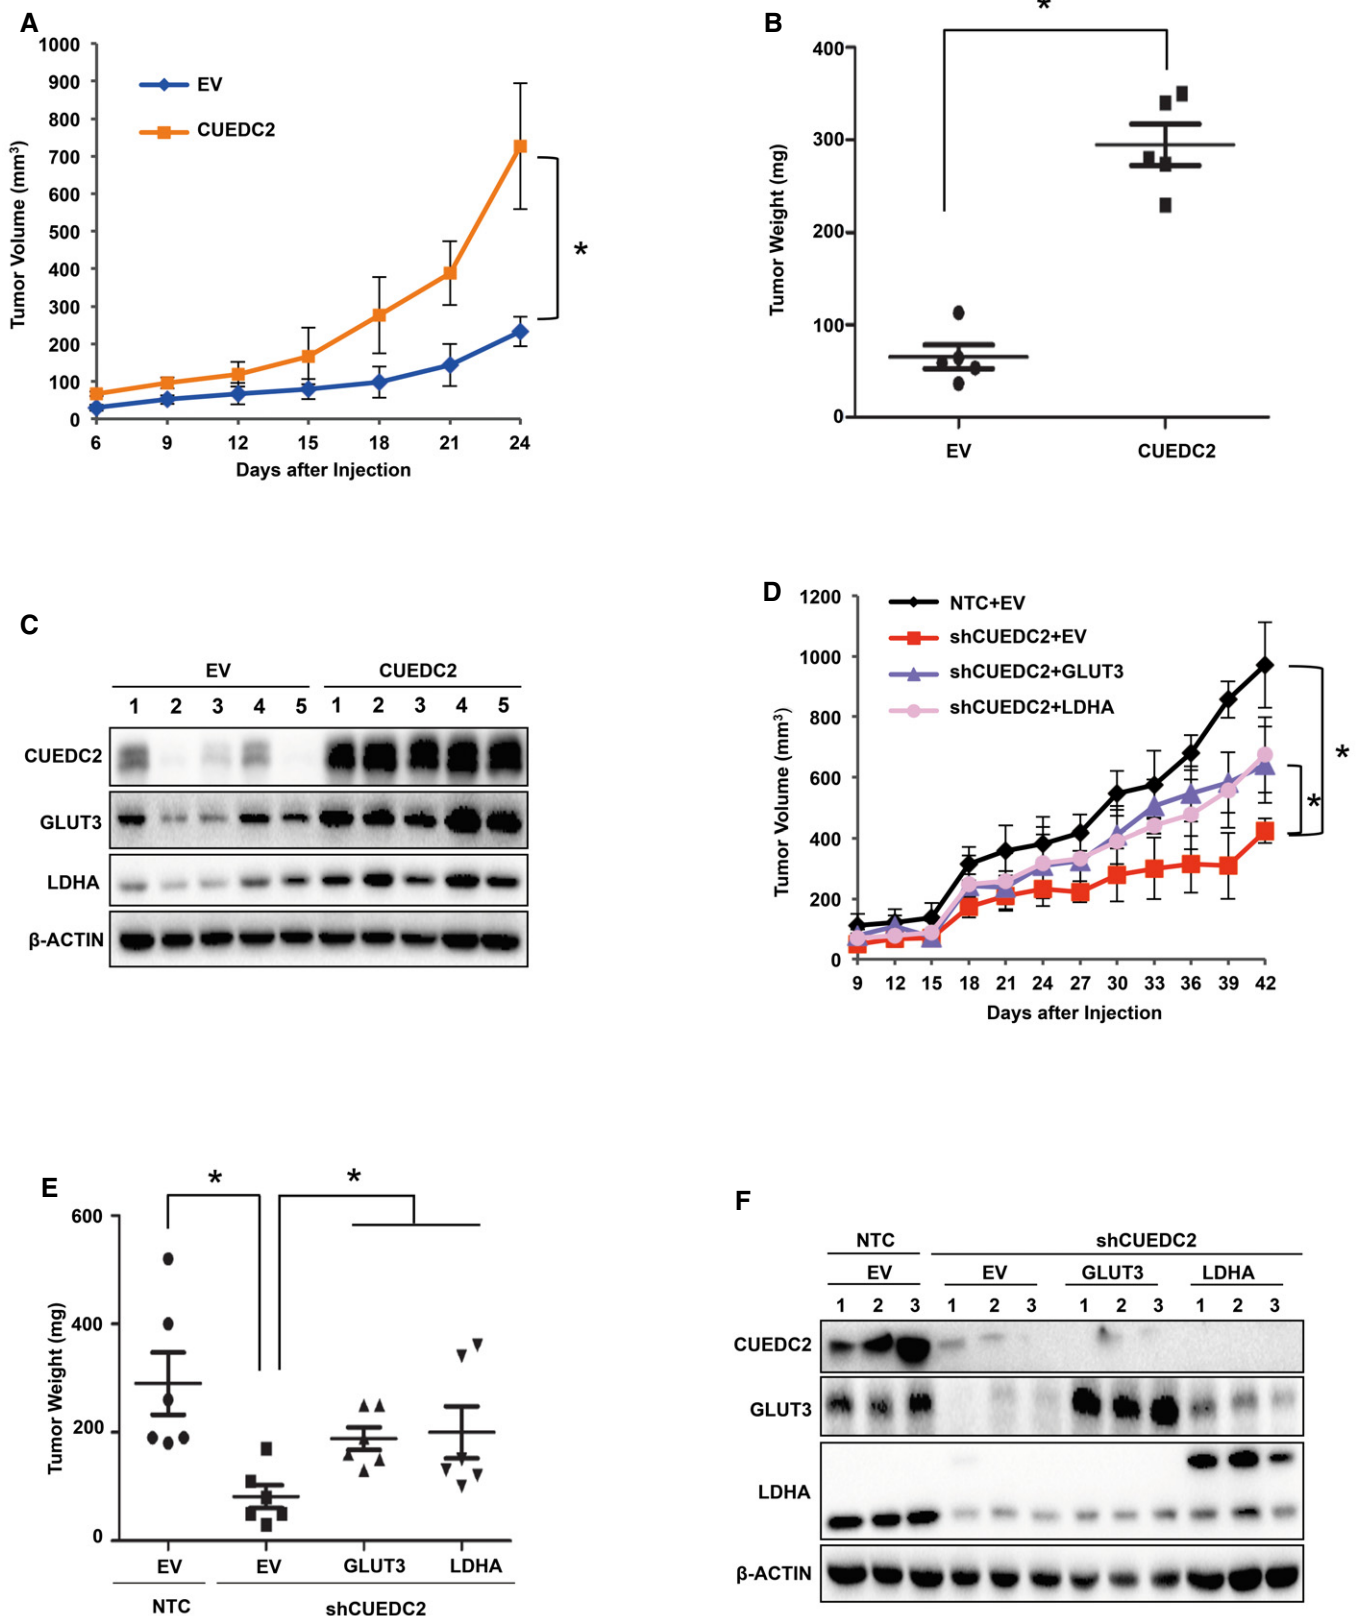 A
1000
900
800
700
600
500
400
300
200
100
0
Tumor Volume (mm³)
EV
CUEDC2
*
6 9 12 15 18 21 24
Days after Injection
B
*
400
300
200
100
0
Tumor Weight (mg)
EV CUEDC2
C
EV CUEDC2
1 2 3 4 5 1 2 3 4 5
CUEDC2
GLUT3
LDHA
β-ACTIN
D
1200
1000
800
600
400
200
0
Tumor Volume (mm³)
NTC+EV
shCUEDC2+EV
shCUEDC2+GLUT3
shCUEDC2+LDHA
*
*
9 12 15 18 21 24 27 30 33 36 39 42
Days after Injection
E
* *
600
400
200
0
Tumor Weight (mg)
EV EV GLUT3 LDHA
NTC shCUEDC2
F
NTC shCUEDC2
EV EV GLUT3 LDHA
1 2 3 1 2 3 1 2 3 1 2 3
CUEDC2
GLUT3
LDHA
β-ACTIN